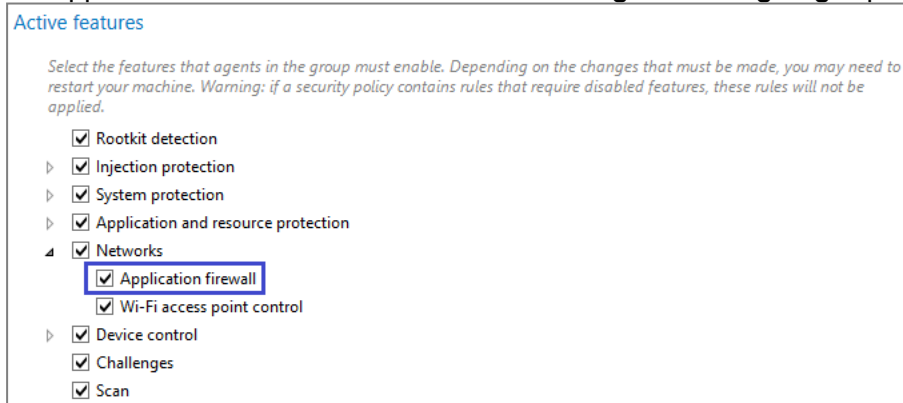 Active features
Select the features that agents in the group must enable. Depending on the changes that must be made, you may need to
restart your machine. Warning: if a security policy contains rules that require disabled features, these rules will not be
applied.
Rootkit detection
Injection protection
System protection
Application and resource protection
Networks
Application firewall
Wi-Fi access point control
Device control
Challenges
Scan